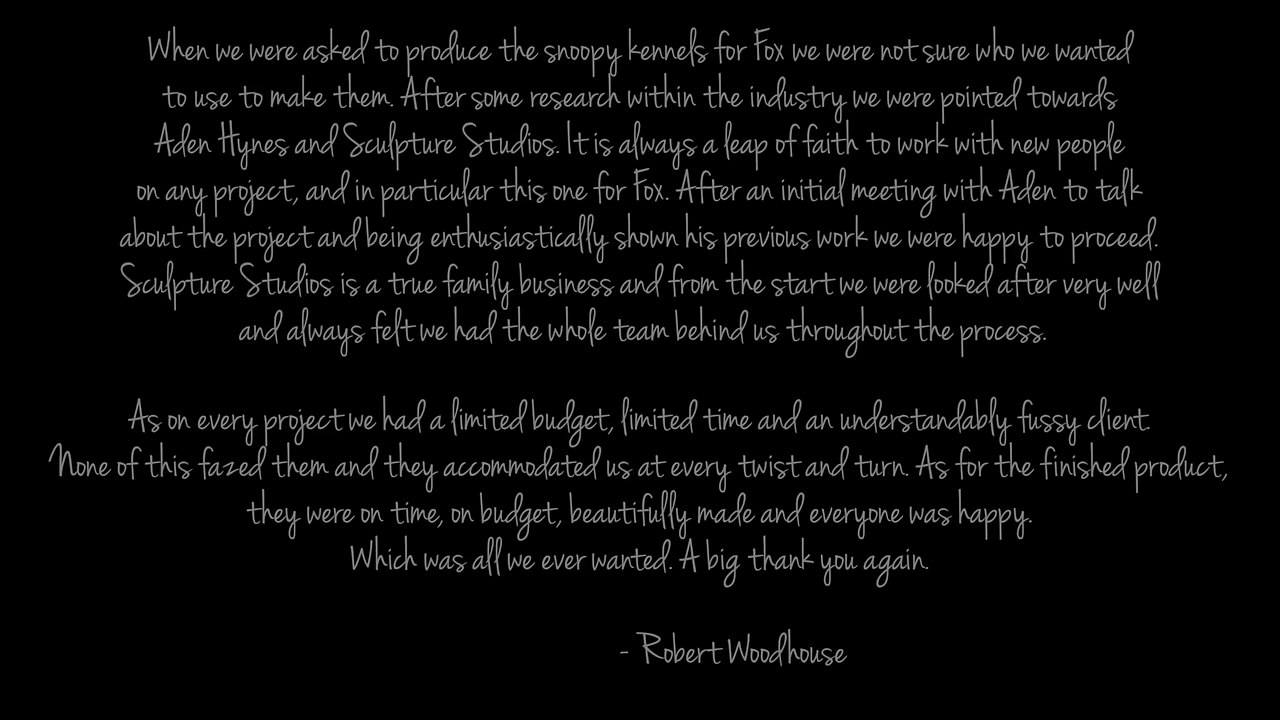 When we were asked to produce the snoopy kennels for Fox we were not sure who we wanted
to use to make them. After some research within the industry we were pointed towards
Aden Hynes and Sculpture Studios. It is always a leap of faith to work with new people
on any project, and in particular this one for Fox. After an initial meeting with Aden to talk
about the project and being enthusiastically shown his previous work we were happy to proceed.
Sculpture Studios is a true family business and from the start we were looked after very well
and always felt we had the whole team behind us throughout the process.
As on every project we had a limited budget, limited time and an understandably fussy client.
None of this fazed them and they accommodated us at every twist and turn. As for the finished product,
they were on time, on budget, beautifully made and everyone was happy.
Which was all we ever wanted. A big thank you again.
- Robert Woodhouse